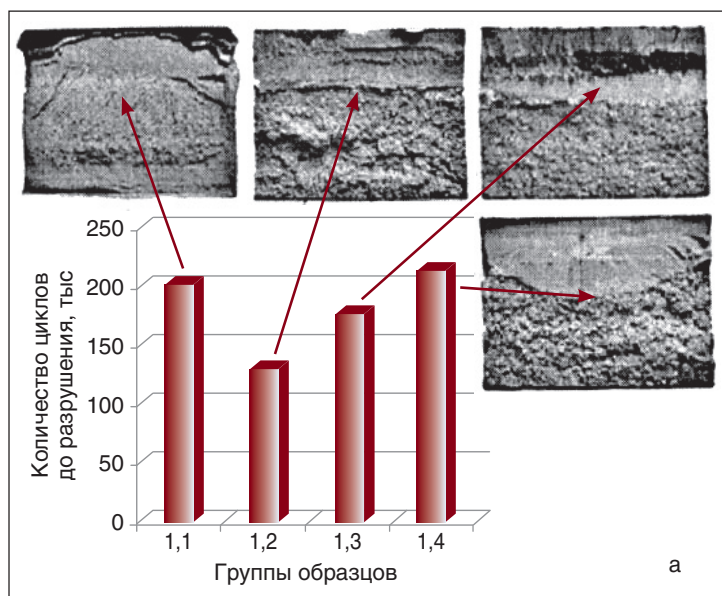 250
200
150
100
50
0
Количество циклов
до разрушения, тыс
1,1 1,2 1,3 1,4
Группы образцов
а